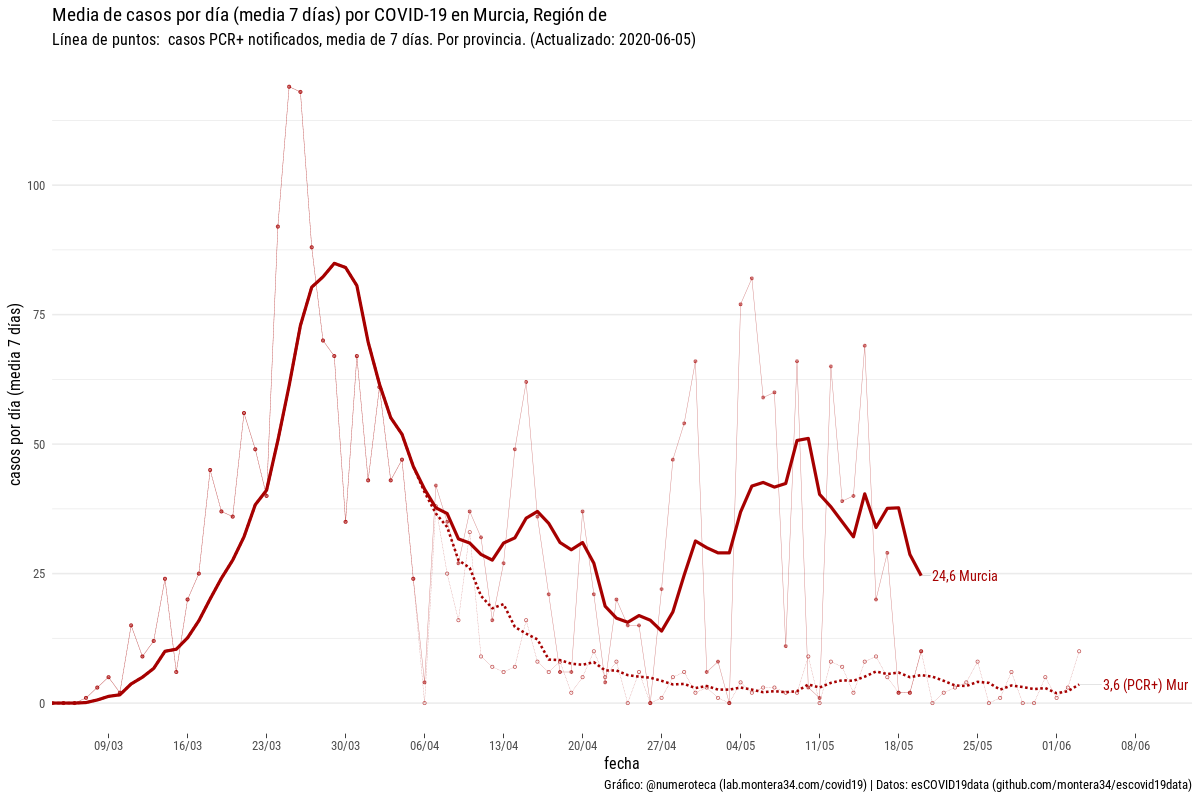 Media de casos por día (media 7 días) por COVID-19 en Murcia, Región de
Línea de puntos:  casos PCR+ notificados, media de 7 días. Por provincia. (Actualizado: 2020-06-05)
casos por día (media 7 días)
100
75
50
25
0
24,6 Murcia
3,6 (PCR+) Mur
09/03 16/03 23/03 30/03 06/04 13/04 20/04 27/04 04/05 11/05 18/05 25/05 01/06 08/06
fecha
Gráfico: @numeroteca (lab.montera34.com/covid19) | Datos: esCOVID19data (github.com/montera34/escovid19data)